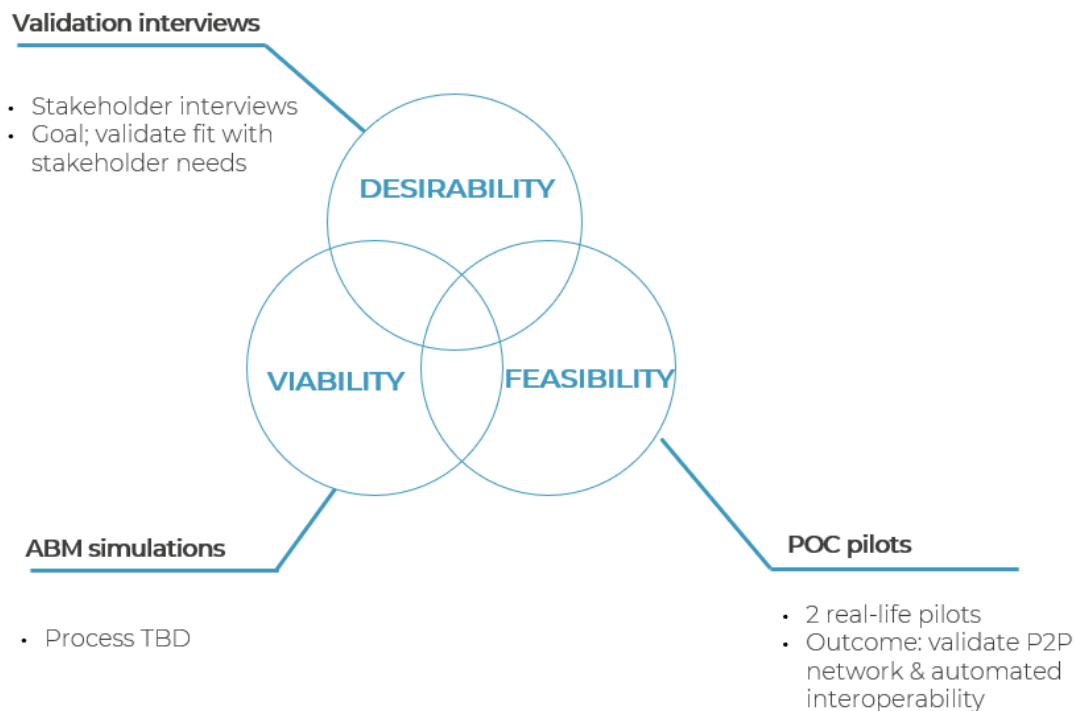 Validation interviews
• Stakeholder interviews
• Goal; validate fit with
stakeholder needs
DESIRABILITY
VIABILITY
FEASIBILITY
ABM simulations
• Process TBD
POC pilots
• 2 real-life pilots
• Outcome: validate P2P
network & automated
interoperability